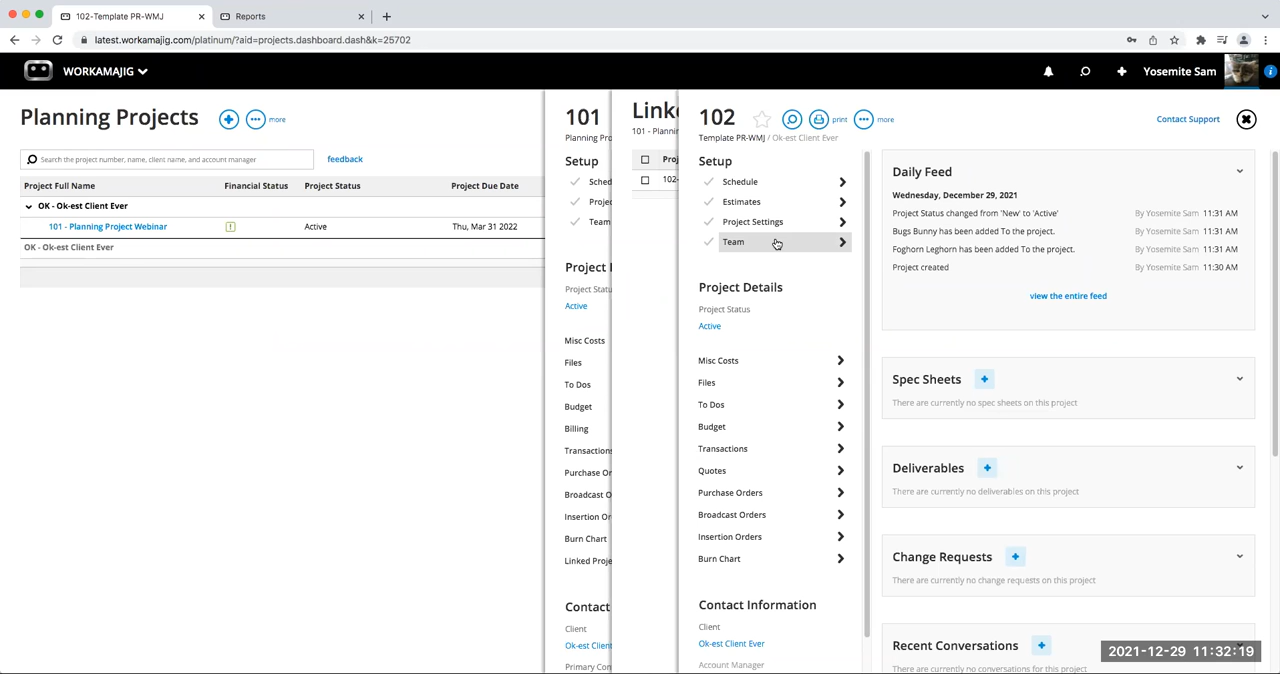 102-Template PR-WMJ
Reports
latest.workamajig.com/platinum/?aid=projects.dashboard.dash&k=25702
WORKAMAJIG
Yosemite Sam
Planning Projects
more
Search the project number, name, client name, and account manager
feedback
Project Full Name Financial Status Project Status Project Due Date
OK - Ok-est Client Ever
101 - Planning Project Webinar Active Thu, Mar 31 2022
OK - Ok-est Client Ever
101
Planning Pro
Setup
Sched
Projec
Team
Project
Project Statu
Active
Misc Costs
Files
To Dos
Budget
Billing
Transactions
Purchase Or
Broadcast O
Insertion Or
Burn Chart
Linked Proje
Contact
Client
Ok-est Client
Primary Con
Link
101 - Plannin
Proj
102-
102
print
more
Contact Support
Template PR-WMJ / Ok-est Client Ever
Setup
Schedule
Estimates
Project Settings
Team
Project Details
Project Status
Active
Misc Costs
Files
To Dos
Budget
Transactions
Quotes
Purchase Orders
Broadcast Orders
Insertion Orders
Burn Chart
Contact Information
Client
Ok-est Client Ever
Account Manager
Daily Feed
Wednesday, December 29, 2021
Project Status changed from 'New' to 'Active' By Yosemite Sam 11:31 AM
Bugs Bunny has been added To the project. By Yosemite Sam 11:31 AM
Foghorn Leghorn has been added To the project. By Yosemite Sam 11:31 AM
Project created By Yosemite Sam 11:30 AM
view the entire feed
Spec Sheets
There are currently no spec sheets on this project
Deliverables
There are currently no deliverables on this project
Change Requests
There are currently no change requests on this project
Recent Conversations
There are currently no conversations for this project
2021-12-29 11:32:19